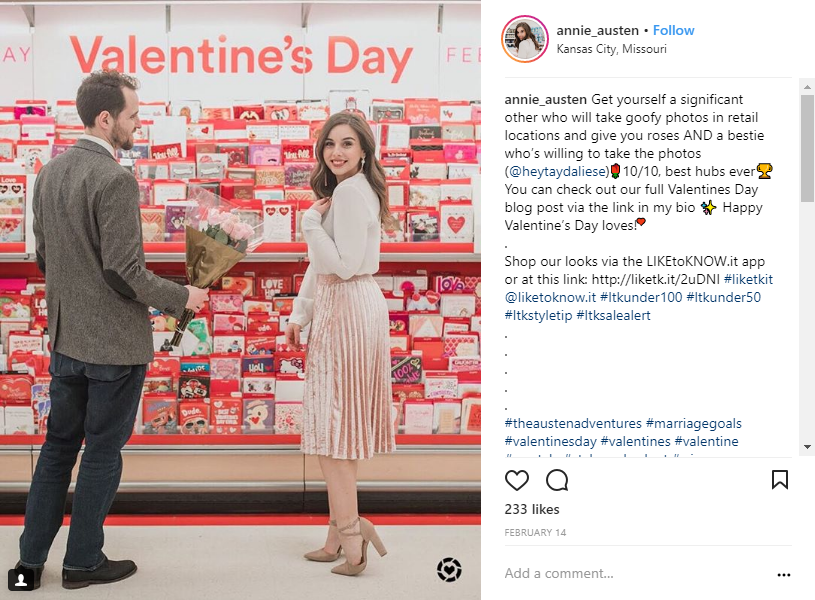 AY
Valentine's Day
FE
LOVE
Dude,
annie_austen • Follow
Kansas City, Missouri
annie_austen Get yourself a significant
other who will take goofy photos in retail
locations and give you roses AND a bestie
who's willing to take the photos
(@heytaydaliese)🌹10/10, best hubs ever🏆
You can check out our full Valentines Day
blog post via the link in my bio ✨ Happy
Valentine's Day loves!❤
.
Shop our looks via the LIKEtoKNOW.it app
or at this link: http://liketk.it/2uDNI #liketkit
@liketoknow.it #ltkunder100 #ltkunder50
#ltkstyletip #ltksalealert
.
.
.
.
.
#theaustenadventures #marriagegoals
#valentinesday #valentines #valentine
233 likes
FEBRUARY 14
Add a comment...